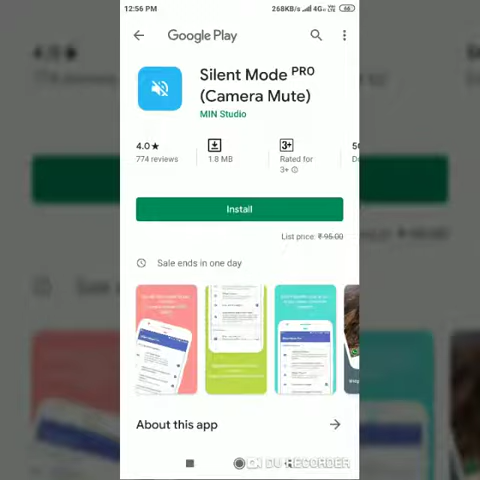 12:56 PM 268KB/s 4G 66
Google Play
Silent Mode PRO
(Camera Mute)
MIN Studio
4.0★
774 reviews
1.8 MB
3+
Rated for
3+
Install
List price: ₹ 95.00
Sale ends in one day
About this app
DU RECORDER